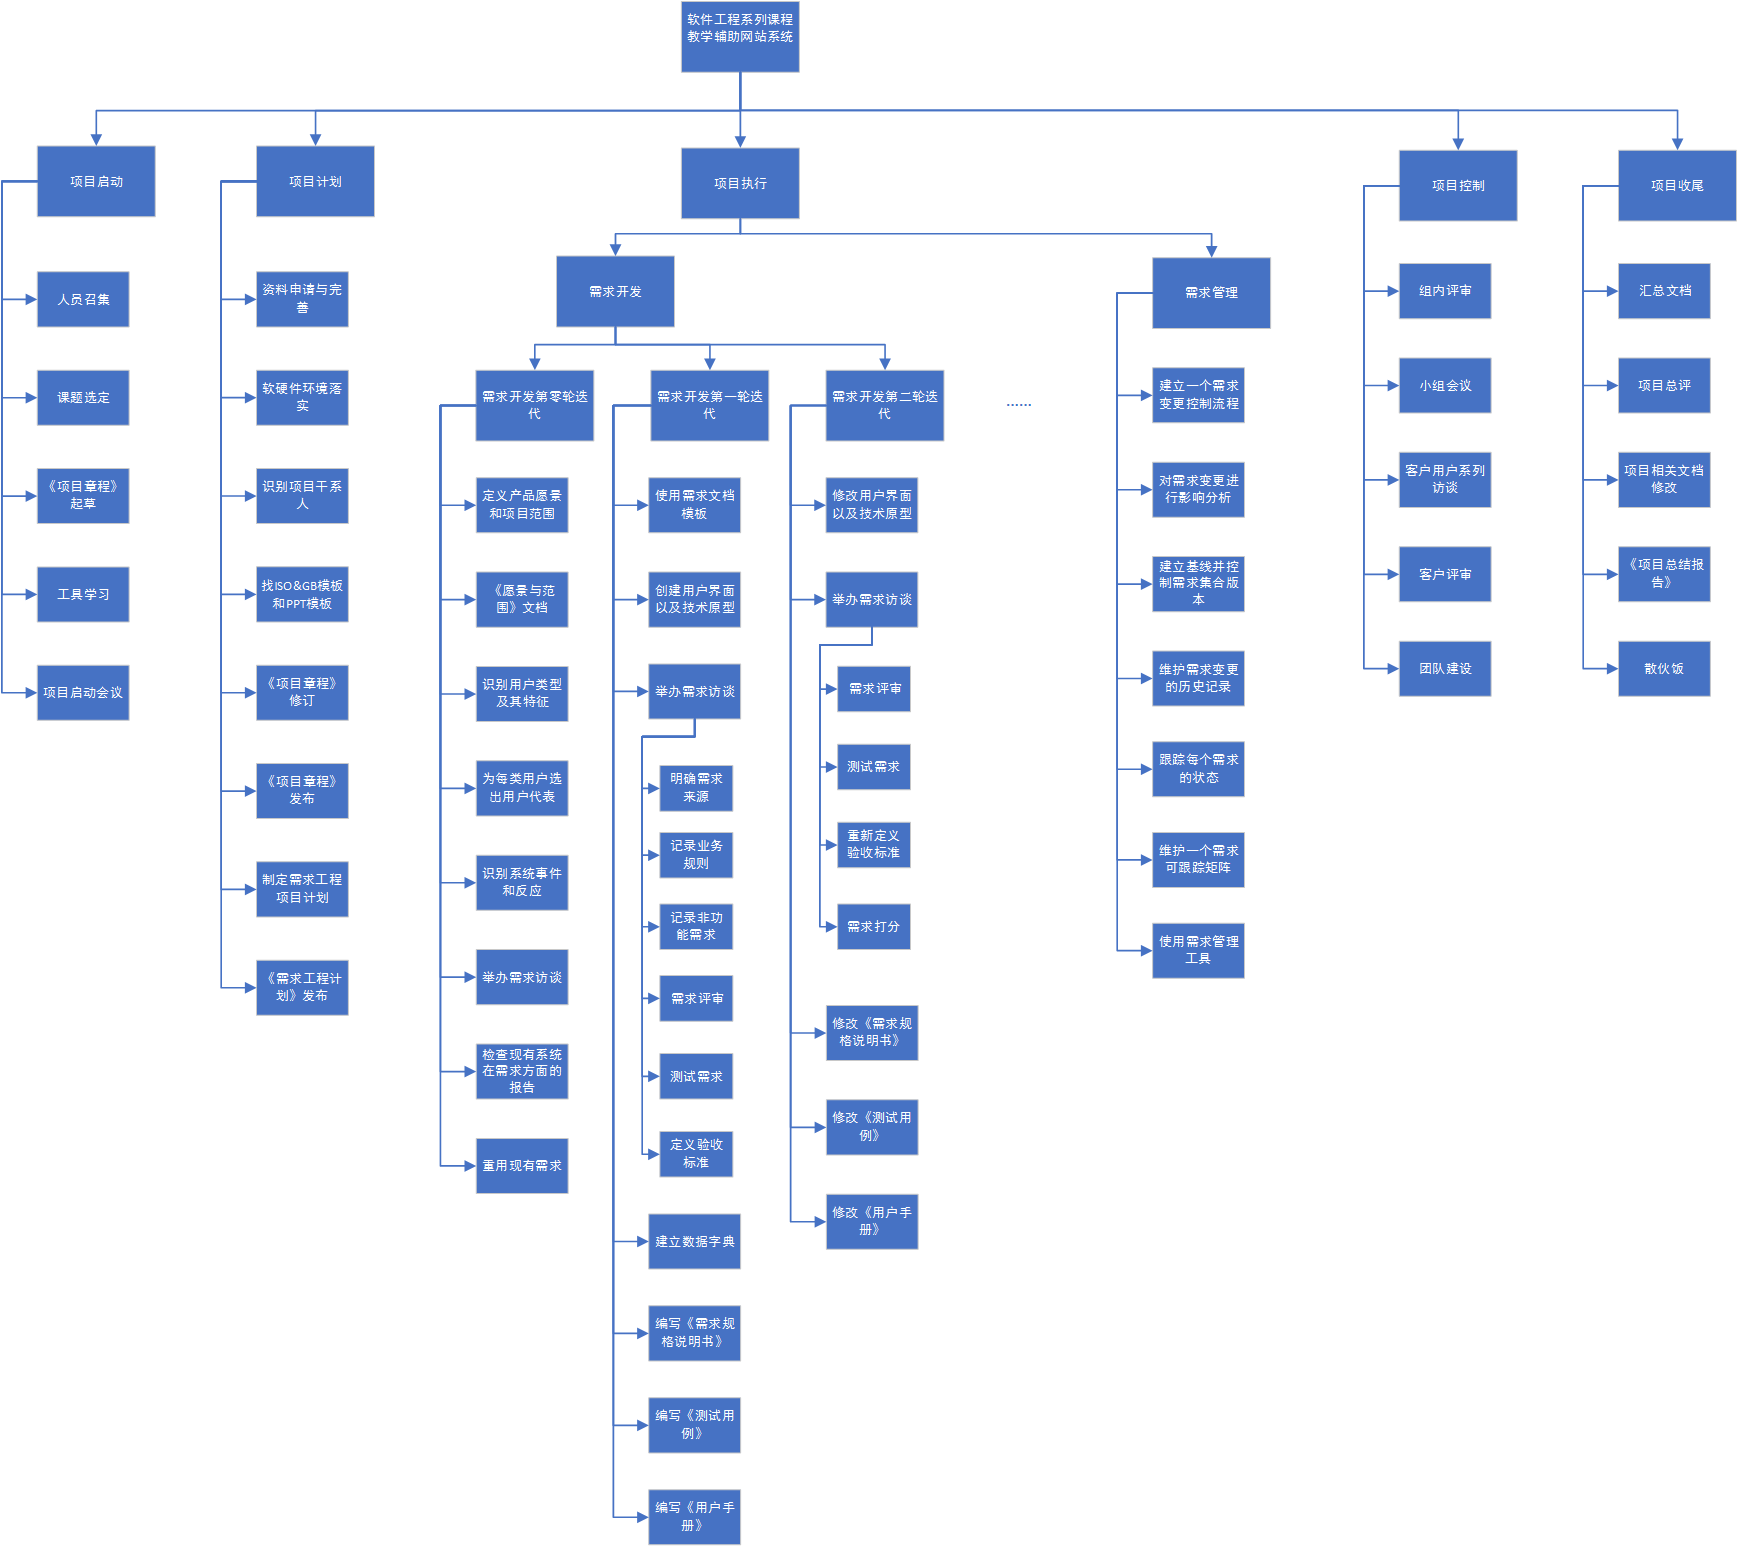 软件工程系列课程
教学辅助网站系统
项目启动
人员召集
课题选定
《项目章程》
起草
工具学习
项目启动会议
项目计划
资料申请与完
善
软硬件环境落
实
识别项目干系
人
找ISO&GB模板
和PPT模板
《项目章程》
修订
《项目章程》
发布
制定需求工程
项目计划
《需求工程计
划》发布
项目执行
需求开发
需求开发第零轮迭
代
定义产品愿景
和项目范围
《愿景与范
围》文档
识别用户类型
及其特征
为每类用户选
出用户代表
识别系统事件
和反应
举办需求访谈
检查现有系统
在需求方面的
报告
重用现有需求
需求开发第一轮迭
代
使用需求文档
模板
创建用户界面
以及技术原型
举办需求访谈
明确需求
来源
记录业务
规则
记录非功
能需求
需求评审
测试需求
定义验收
标准
建立数据字典
编写《需求规
格说明书》
编写《测试用
例》
编写《用户手
册》
需求开发第二轮迭
代
修改用户界面
以及技术原型
举办需求访谈
需求评审
测试需求
重新定义
验收标准
需求打分
修改《需求规
格说明书》
修改《测试用
例》
修改《用户手
册》
……
需求管理
建立一个需求
变更控制流程
对需求变更进
行影响分析
建立基线并控
制需求集合版
本
维护需求变更
的历史记录
跟踪每个需求
的状态
维护一个需求
可跟踪矩阵
使用需求管理
工具
项目控制
组内评审
小组会议
客户用户系列
访谈
客户评审
团队建设
项目收尾
汇总文档
项目总评
项目相关文档
修改
《项目总结报
告》
散伙饭